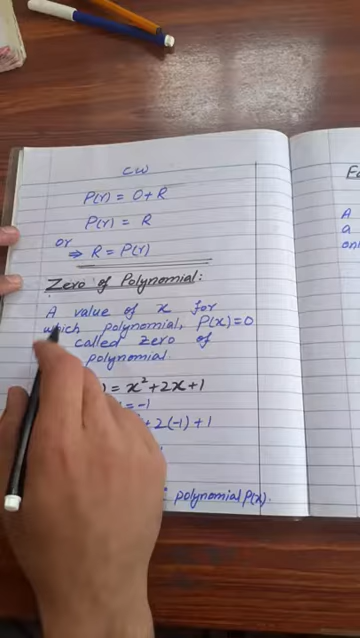 CW
P(r) = 0 + R
P(r) = R
or
⇒ R = P(r)
Zero of Polynomial:
A value of x for
which polynomial, P(x)=0
called zero of
polynomial
) = x² + 2x + 1
= -1
+ 2(-1) + 1
polynomial P(x).
A
a